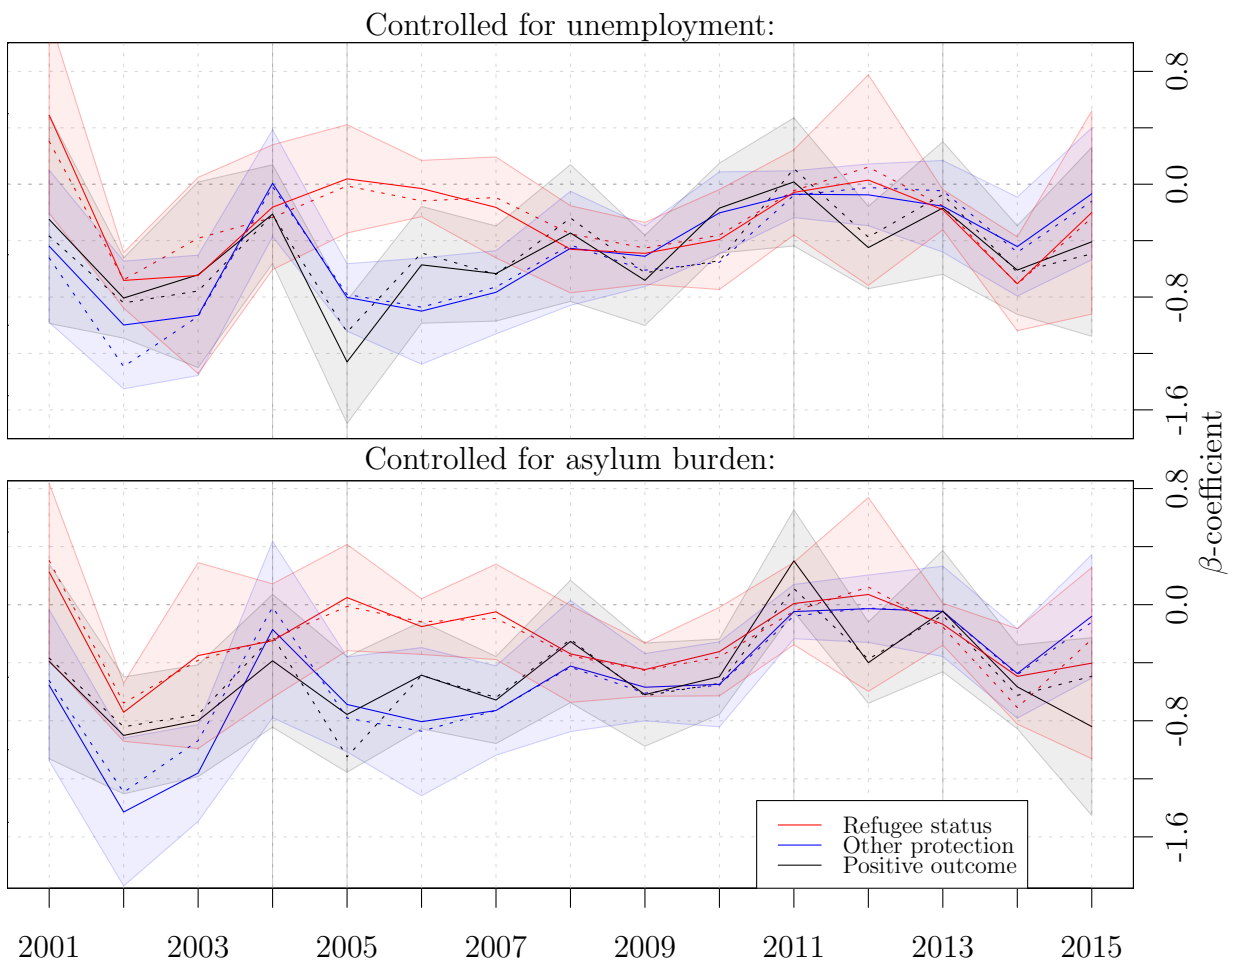 Controlled for unemployment:
0.8
0.0
-0.8
-1.6
β-coefficient
Controlled for asylum burden:
0.8
0.0
-0.8
-1.6
Refugee status
Other protection
Positive outcome
2001 2003 2005 2007 2009 2011 2013 2015